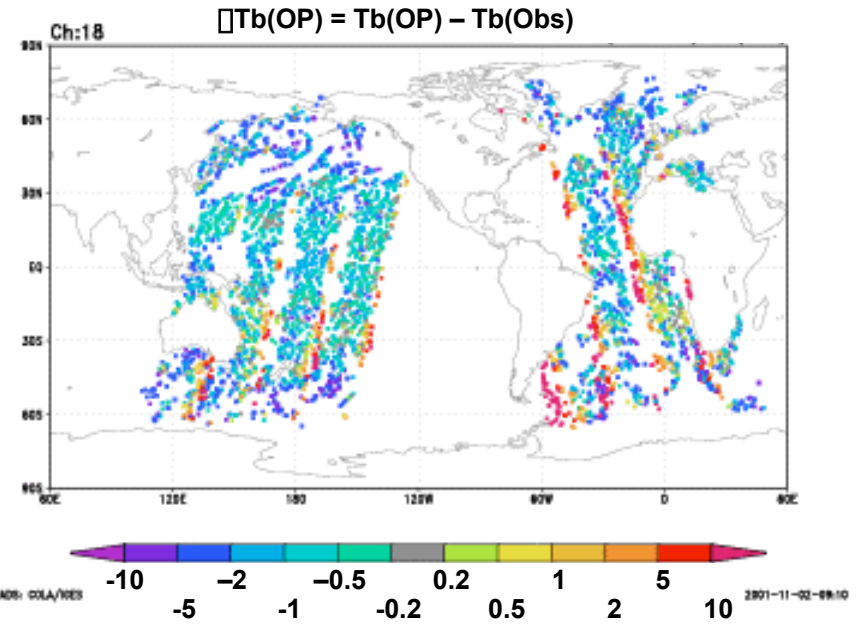 ▯Tb(OP) = Tb(OP) – Tb(Obs)
Ch:18
90N
60N
30N
EQ
30S
60S
90S
60E 120E 180 120W 60W 0 60E
-10 –2 –0.5 0.2 1 5
-5 -1 -0.2 0.5 2 10
ADS: COLA/IGES 2001-11-02-09:10